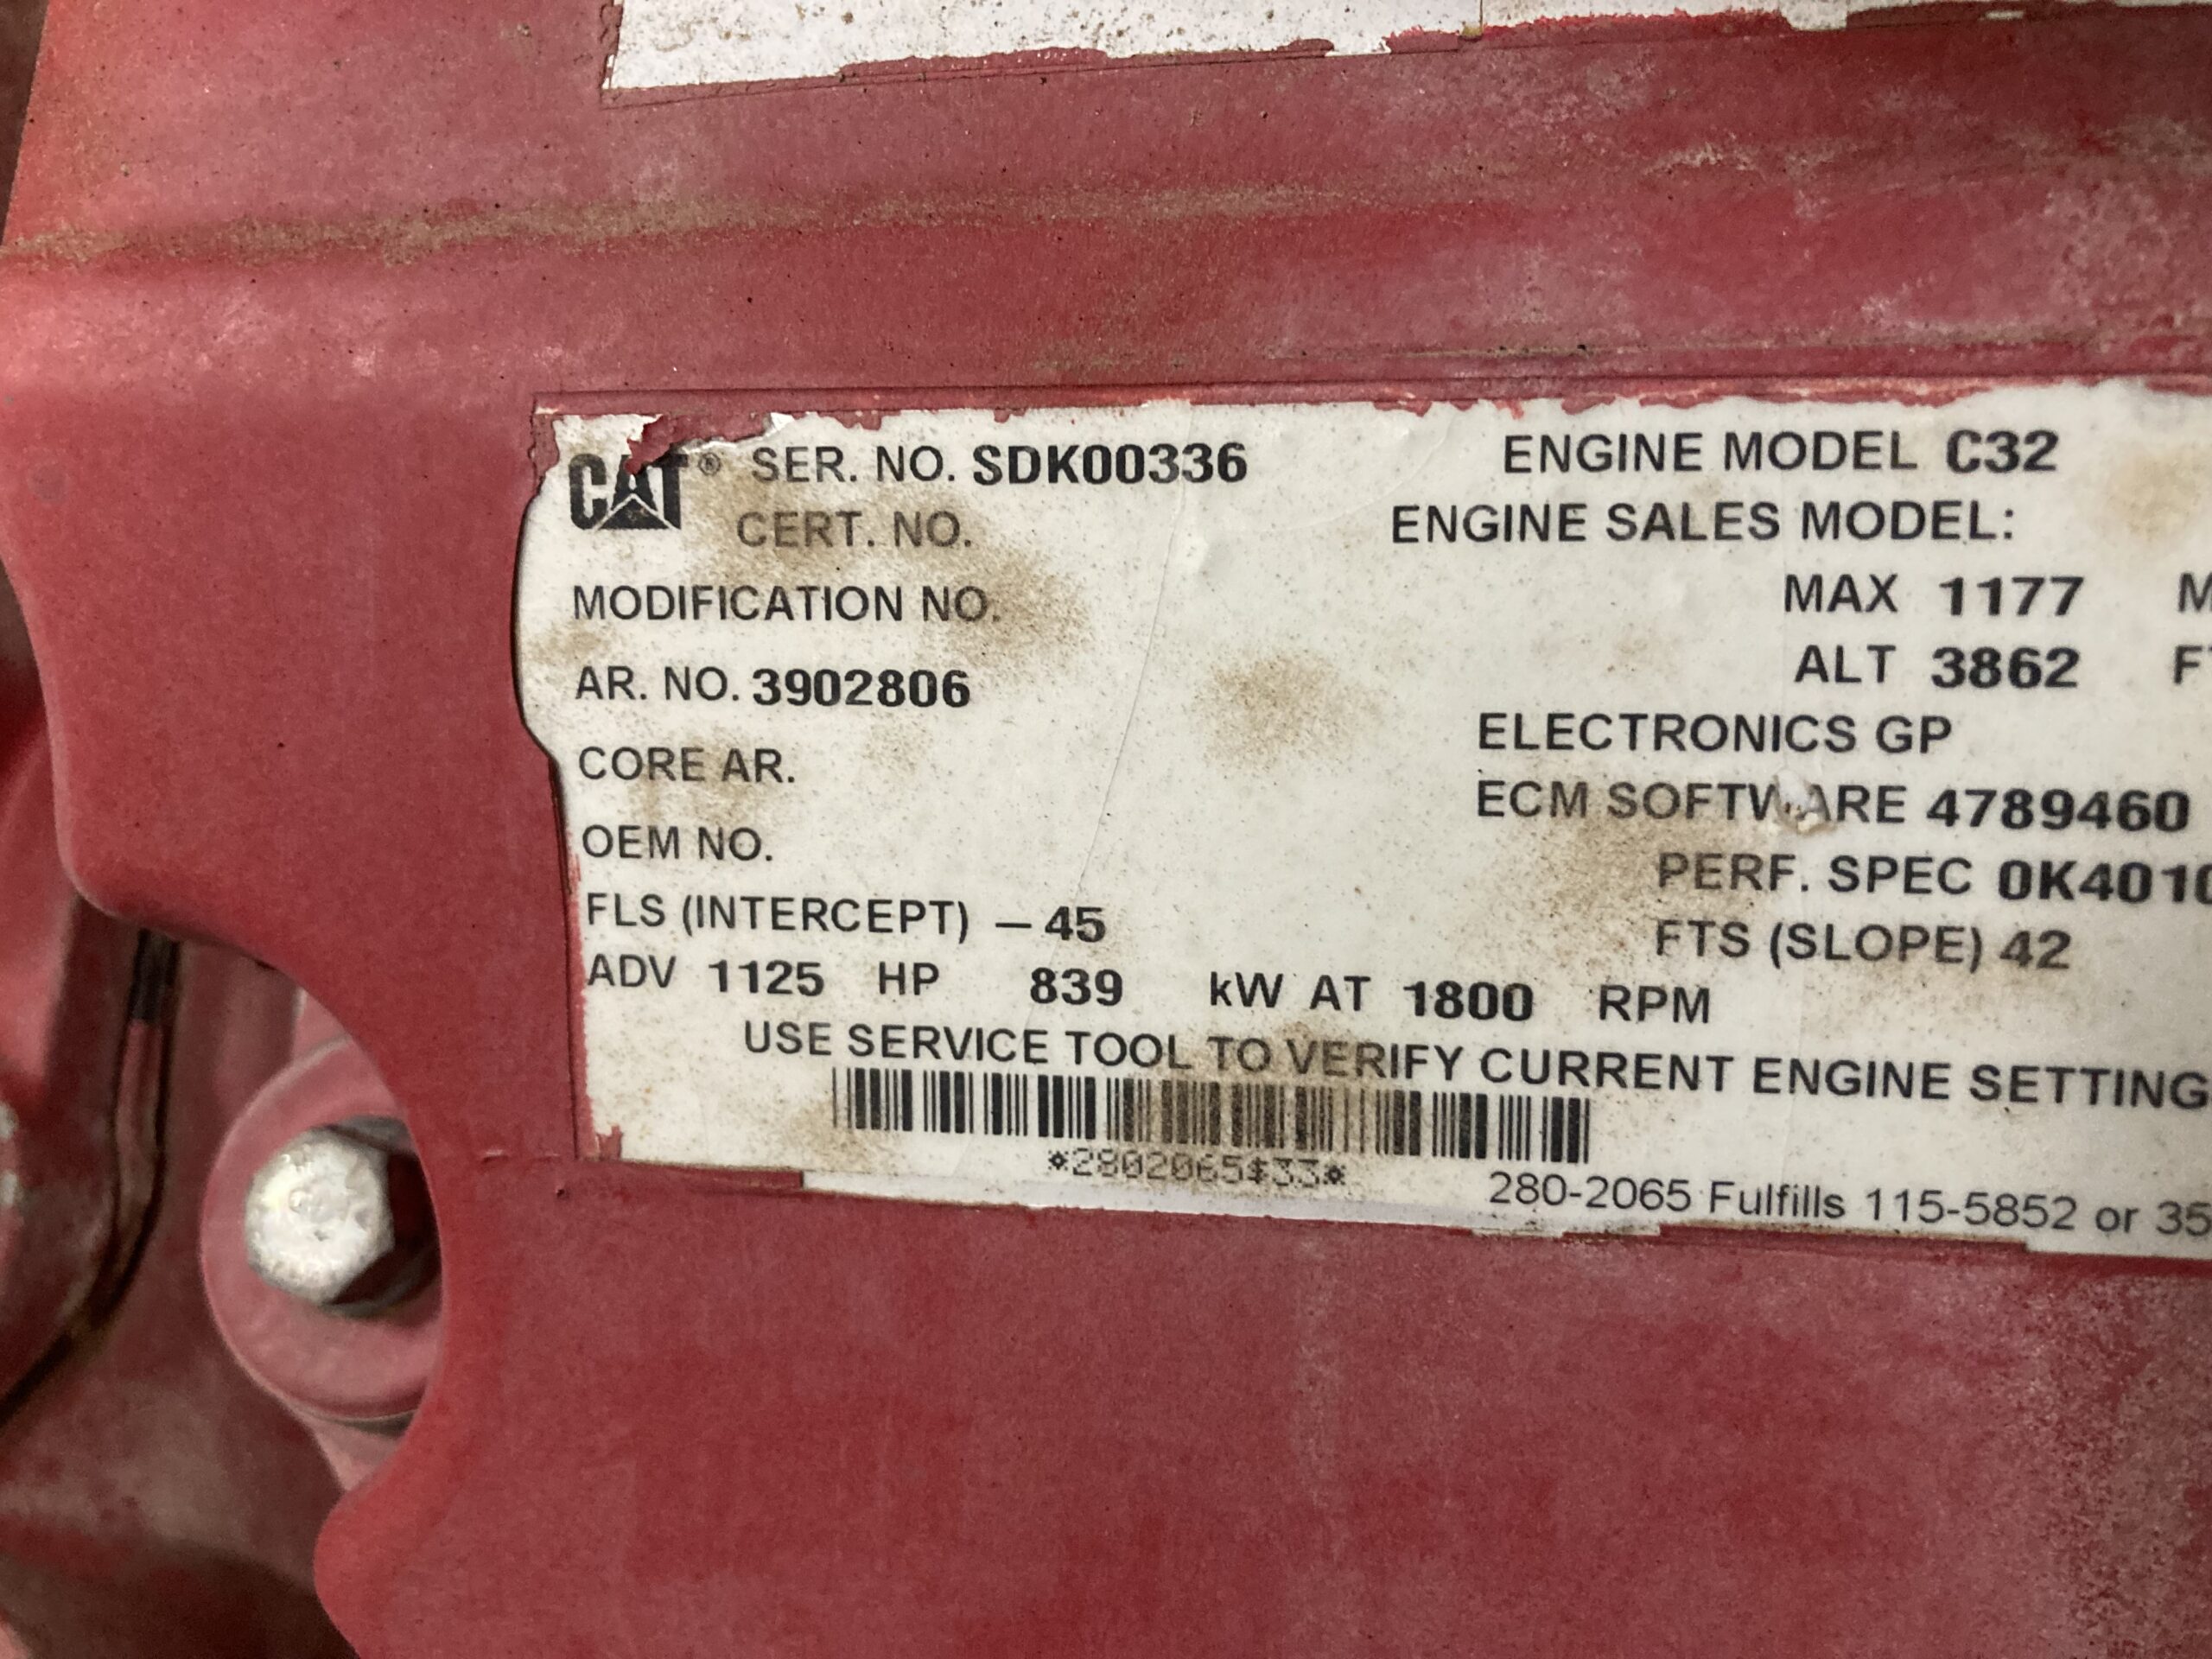 CAT® SER. NO. SDK00336 ENGINE MODEL C32
CERT. NO. ENGINE SALES MODEL:
MODIFICATION NO. MAX 1177 M
AR. NO. 3902806 ALT 3862 F
CORE AR. ELECTRONICS GP
OEM NO. ECM SOFTWARE 4789460
PERF. SPEC 0K4010
FLS (INTERCEPT) – 45 FTS (SLOPE) 42
ADV 1125 HP 839 kW AT 1800 RPM
USE SERVICE TOOL TO VERIFY CURRENT ENGINE SETTING
*2802065$33*
280-2065 Fulfills 115-5852 or 35